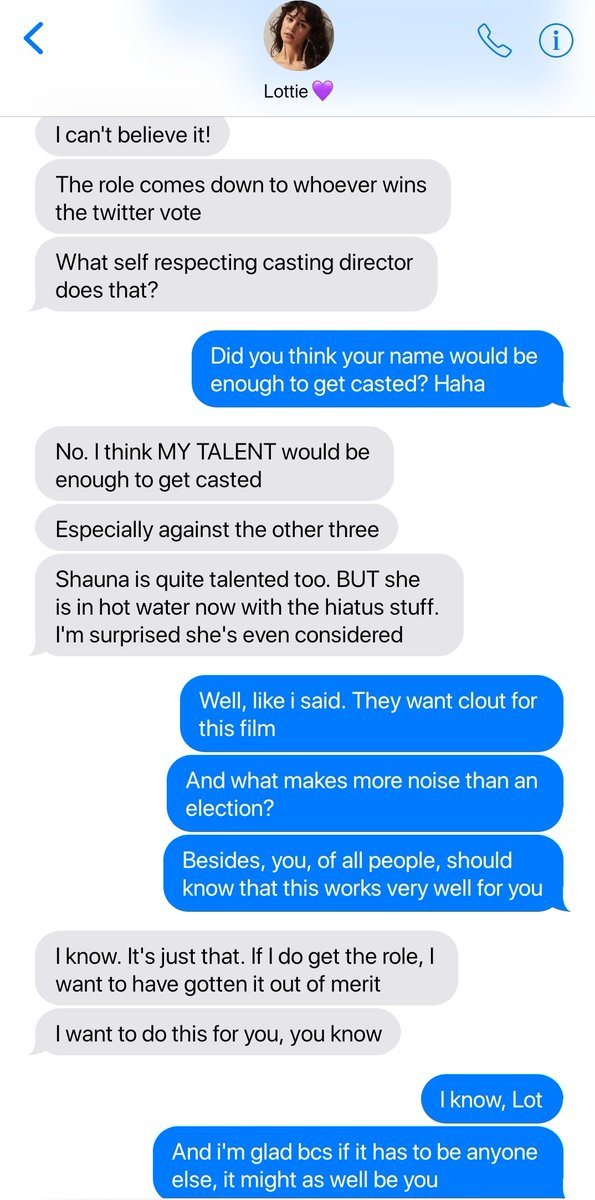 Lottie💜
I can't believe it!
The role comes down to whoever wins
the twitter vote
What self respecting casting director
does that?
Did you think your name would be
enough to get casted? Haha
No. I think MY TALENT would be
enough to get casted
Especially against the other three
Shauna is quite talented too. BUT she
is in hot water now with the hiatus stuff.
I'm surprised she's even considered
Well, like i said. They want clout for
this film
And what makes more noise than an
election?
Besides, you, of all people, should
know that this works very well for you
I know. It's just that. If I do get the role, I
want to have gotten it out of merit
I want to do this for you, you know
I know, Lot
And i'm glad bcs if it has to be anyone
else, it might as well be you